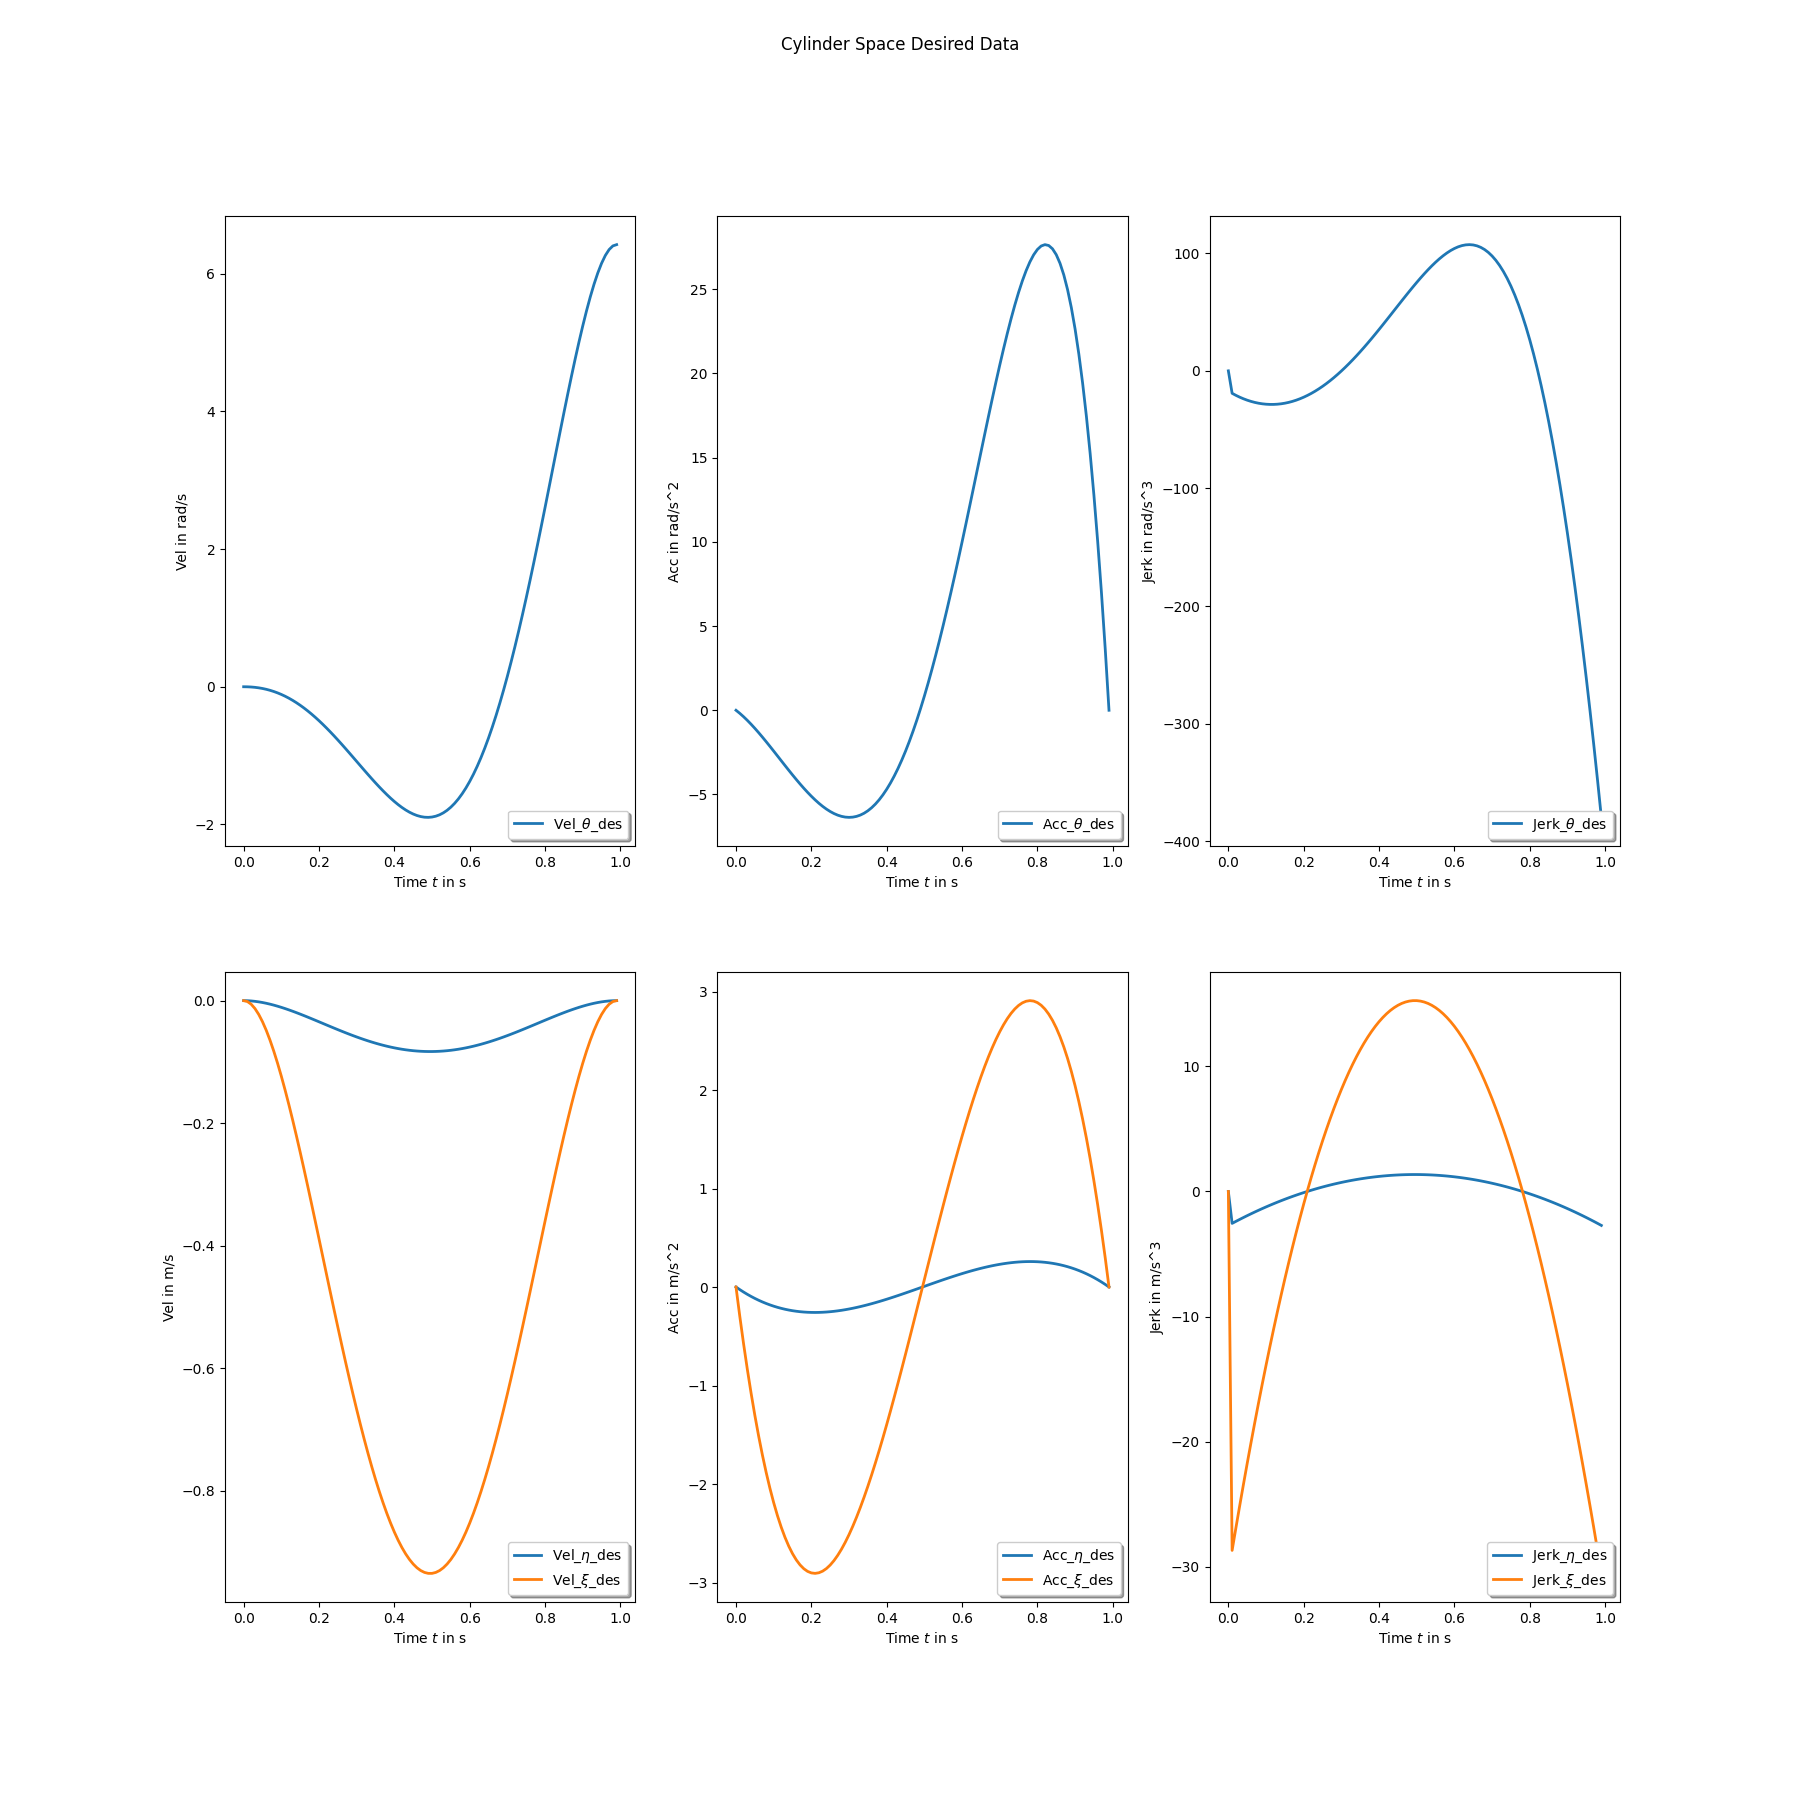 Cylinder Space Desired Data
Vel in rad/s
6
4
2
0
−2
0.0 0.2 0.4 0.6 0.8 1.0
Time t in s
Vel_θ_des
Acc in rad/s^2
25
20
15
10
5
0
−5
0.0 0.2 0.4 0.6 0.8 1.0
Time t in s
Acc_θ_des
Jerk in rad/s^3
100
0
−100
−200
−300
−400
0.0 0.2 0.4 0.6 0.8 1.0
Time t in s
Jerk_θ_des
Vel in m/s
0.0
−0.2
−0.4
−0.6
−0.8
0.0 0.2 0.4 0.6 0.8 1.0
Time t in s
Vel_η_des
Vel_ξ_des
Acc in m/s^2
3
2
1
0
−1
−2
−3
0.0 0.2 0.4 0.6 0.8 1.0
Time t in s
Acc_η_des
Acc_ξ_des
Jerk in m/s^3
10
0
−10
−20
−30
0.0 0.2 0.4 0.6 0.8 1.0
Time t in s
Jerk_η_des
Jerk_ξ_des